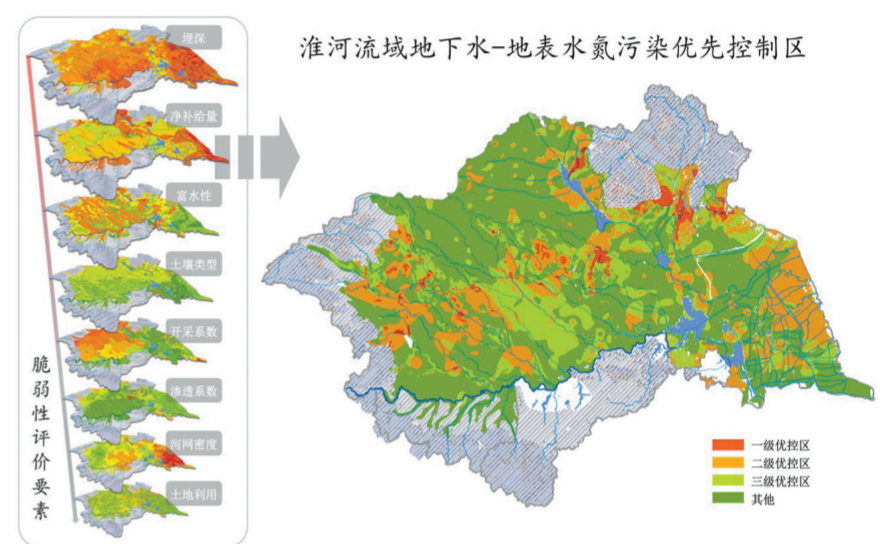 淮河流域地下水-地表水氮污染优先控制区
埋深
净补给量
富水性
土壤类型
开采系数
渗透系数
河网密度
土地利用
脆弱性评价要素
一级优控区
二级优控区
三级优控区
其他